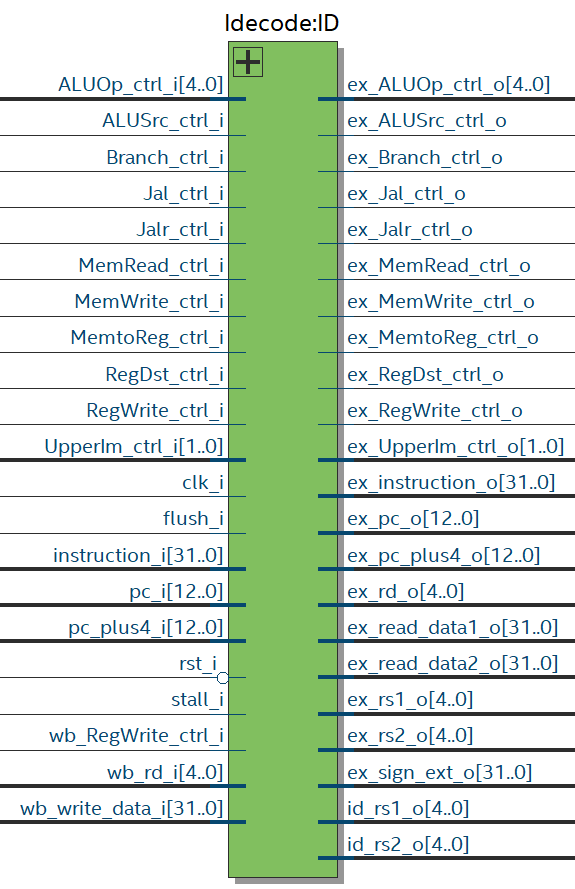 Idecode:ID
ALUOp_ctrl_i[4..0] ex_ALUOp_ctrl_o[4..0]
ALUSrc_ctrl_i ex_ALUSrc_ctrl_o
Branch_ctrl_i ex_Branch_ctrl_o
Jal_ctrl_i ex_Jal_ctrl_o
Jalr_ctrl_i ex_Jalr_ctrl_o
MemRead_ctrl_i ex_MemRead_ctrl_o
MemWrite_ctrl_i ex_MemWrite_ctrl_o
MemtoReg_ctrl_i ex_MemtoReg_ctrl_o
RegDst_ctrl_i ex_RegDst_ctrl_o
RegWrite_ctrl_i ex_RegWrite_ctrl_o
UpperIm_ctrl_i[1..0] ex_UpperIm_ctrl_o[1..0]
clk_i ex_instruction_o[31..0]
flush_i ex_pc_o[12..0]
instruction_i[31..0] ex_pc_plus4_o[12..0]
pc_i[12..0] ex_rd_o[4..0]
pc_plus4_i[12..0] ex_read_data1_o[31..0]
rst_i ex_read_data2_o[31..0]
stall_i ex_rs1_o[4..0]
wb_RegWrite_ctrl_i ex_rs2_o[4..0]
wb_rd_i[4..0] ex_sign_ext_o[31..0]
wb_write_data_i[31..0] id_rs1_o[4..0]
id_rs2_o[4..0]